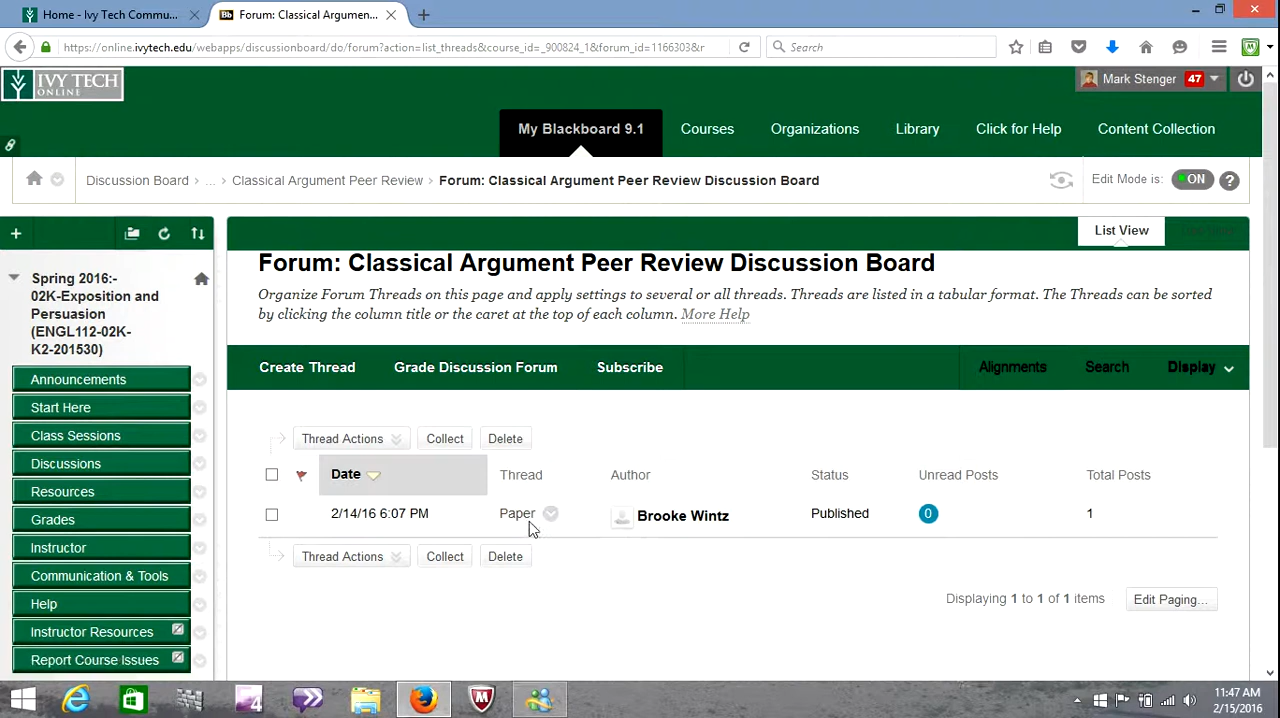 Home - Ivy Tech Commu... ×
Bb Forum: Classical Argumen... × +
https://online.ivytech.edu/webapps/discussionboard/do/forum?action=list_threads&course_id=_900824_1&forum_id=1166303&r
Search
IVY TECH
ONLINE
Mark Stenger 47
My Blackboard 9.1 Courses Organizations Library Click for Help Content Collection
Discussion Board › ... › Classical Argument Peer Review › Forum: Classical Argument Peer Review Discussion Board
Edit Mode is: ON ?
List View
Forum: Classical Argument Peer Review Discussion Board
Organize Forum Threads on this page and apply settings to several or all threads. Threads are listed in a tabular format. The Threads can be sorted
by clicking the column title or the caret at the top of each column. More Help
Create Thread Grade Discussion Forum Subscribe Alignments Search Display
Thread Actions Collect Delete
Date Thread Author Status Unread Posts Total Posts
2/14/16 6:07 PM Paper Brooke Wintz Published 0 1
Thread Actions Collect Delete
Displaying 1 to 1 of 1 items Edit Paging...
Spring 2016:-
02K-Exposition and
Persuasion
(ENGL112-02K-
K2-201530)
Announcements
Start Here
Class Sessions
Discussions
Resources
Grades
Instructor
Communication & Tools
Help
Instructor Resources
Report Course Issues
11:47 AM
2/15/2016